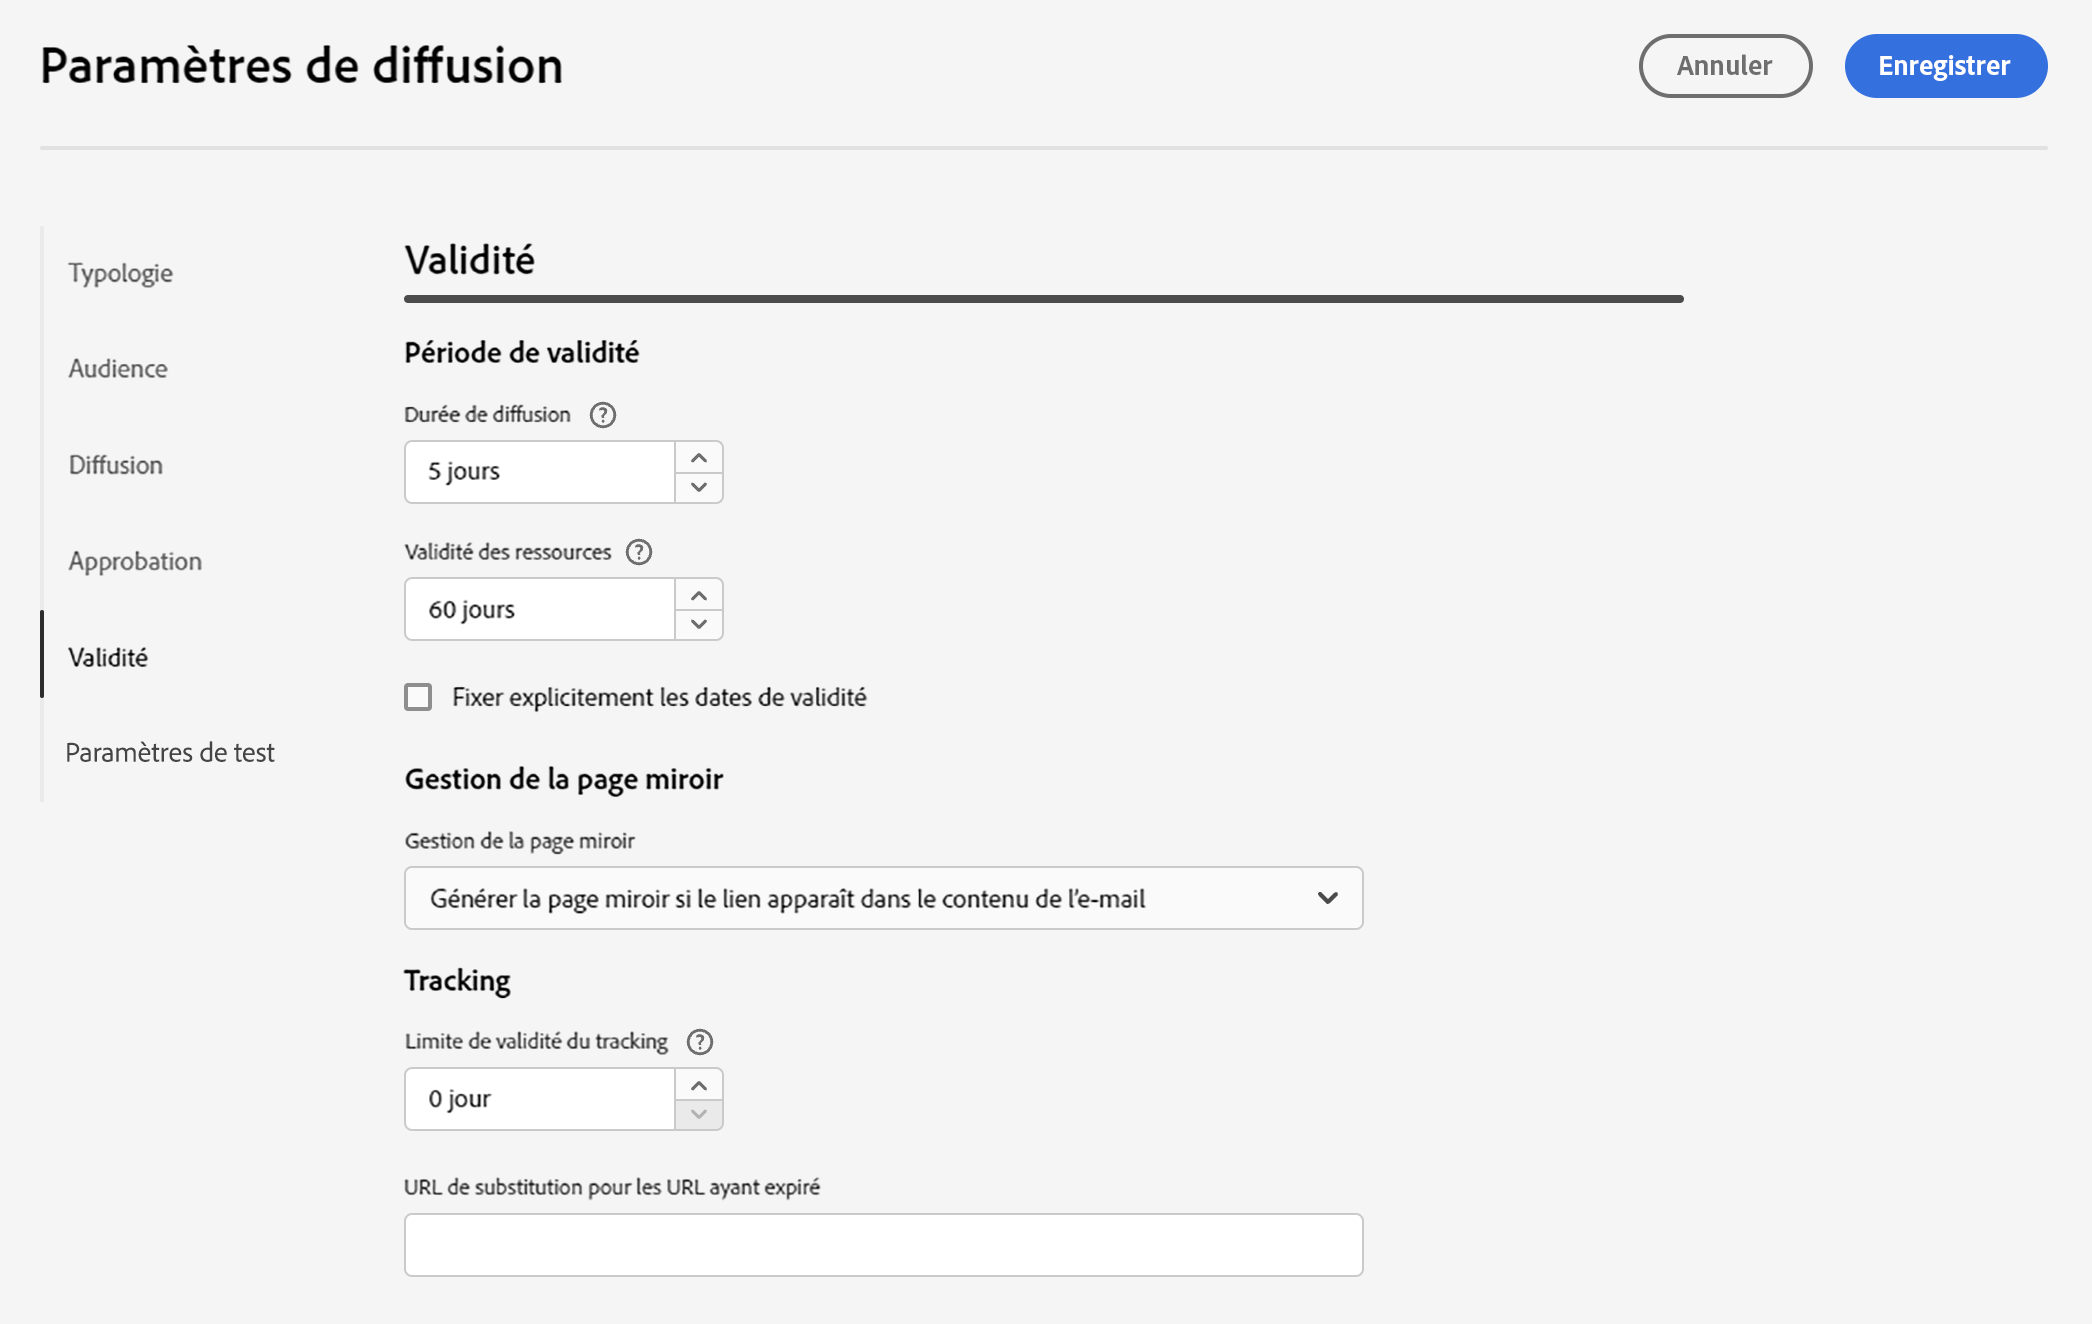 Paramètres de diffusion
Annuler
Enregistrer
Typologie
Audience
Diffusion
Approbation
Validité
Paramètres de test
Validité
Période de validité
Durée de diffusion
5 jours
Validité des ressources
60 jours
Fixer explicitement les dates de validité
Gestion de la page miroir
Gestion de la page miroir
Générer la page miroir si le lien apparaît dans le contenu de l'e-mail
Tracking
Limite de validité du tracking
0 jour
URL de substitution pour les URL ayant expiré